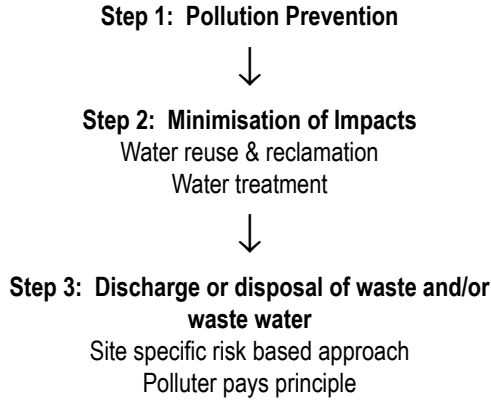 Step 1: Pollution Prevention
Step 2: Minimisation of Impacts
Water reuse & reclamation
Water treatment
Step 3: Discharge or disposal of waste and/or
waste water
Site specific risk based approach
Polluter pays principle